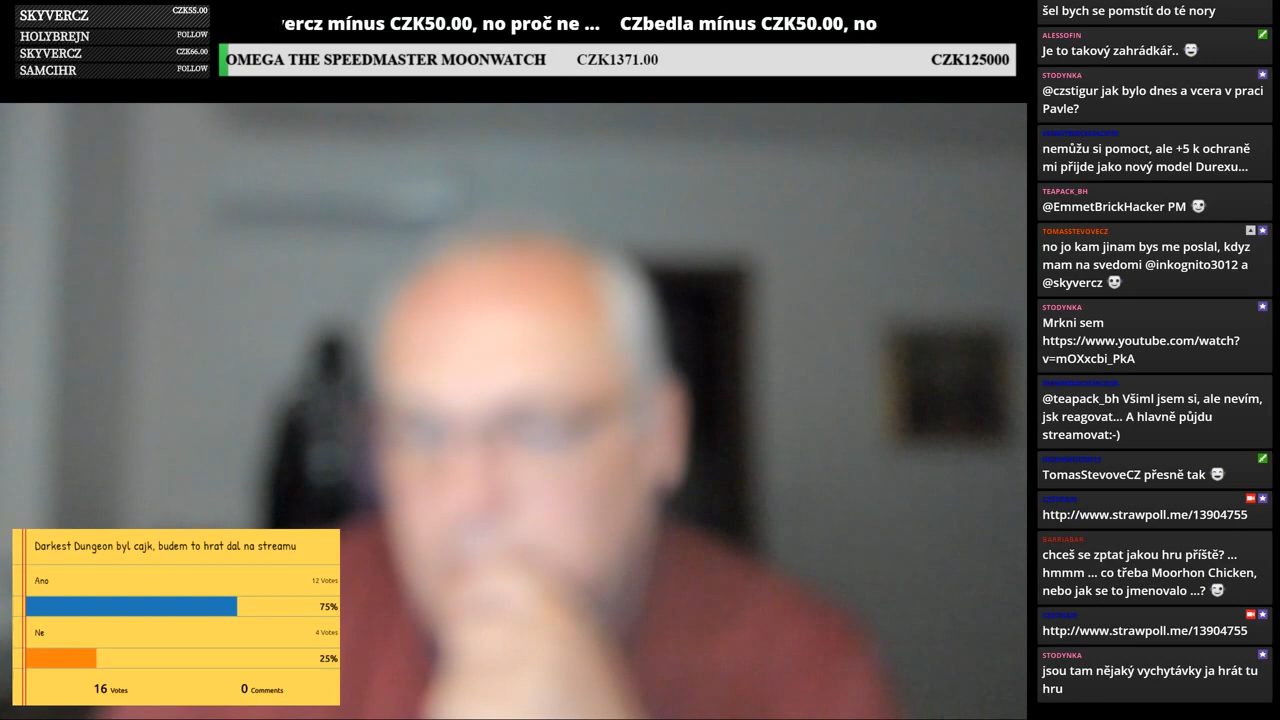 SKYVERCZ CZK55.00
HOLYBREJN FOLLOW
SKYVERCZ CZK66.00
SAMCIHR FOLLOW
vercz mínus CZK50.00, no proč ne ... CZbedla mínus CZK50.00, no
OMEGA THE SPEEDMASTER MOONWATCH CZK1371.00 CZK125000
Darkest Dungeon byl cajk, budem to hrat dal na streamu
Ano 12 Votes
75%
Ne 4 Votes
25%
16 Votes 0 Comments
šel bych se pomstít do té nory
ALESSOFIN
Je to takový zahrádkář..
STODYNKA
@czstigur jak bylo dnes a vcera v praci
Pavle?
nemůžu si pomoct, ale +5 k ochraně
mi přijde jako nový model Durexu...
TEAPACK_BH
@EmmetBrickHacker PM
TOMASSTEVOVECZ
no jo kam jinam bys me poslal, kdyz
mam na svedomi @inkognito3012 a
@skyvercz
STODYNKA
Mrkni sem
https://www.youtube.com/watch?
v=mOXxcbi_PkA
@teapack_bh Všiml jsem si, ale nevím,
jsk reagovat... A hlavně půjdu
streamovat:-)
TomasStevoveCZ přesně tak
http://www.strawpoll.me/13904755
BARRIABAR
chceš se zptat jakou hru příště? ...
hmmm ... co třeba Moorhon Chicken,
nebo jak se to jmenovalo ...?
http://www.strawpoll.me/13904755
STODYNKA
jsou tam nějaký vychytávky ja hrát tu
hru